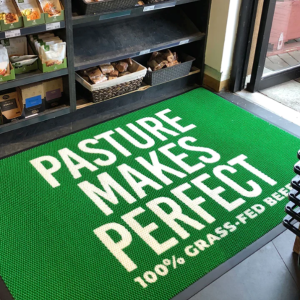 PASTURE
MAKES
PERFECT
100% GRASS-FED BEEF